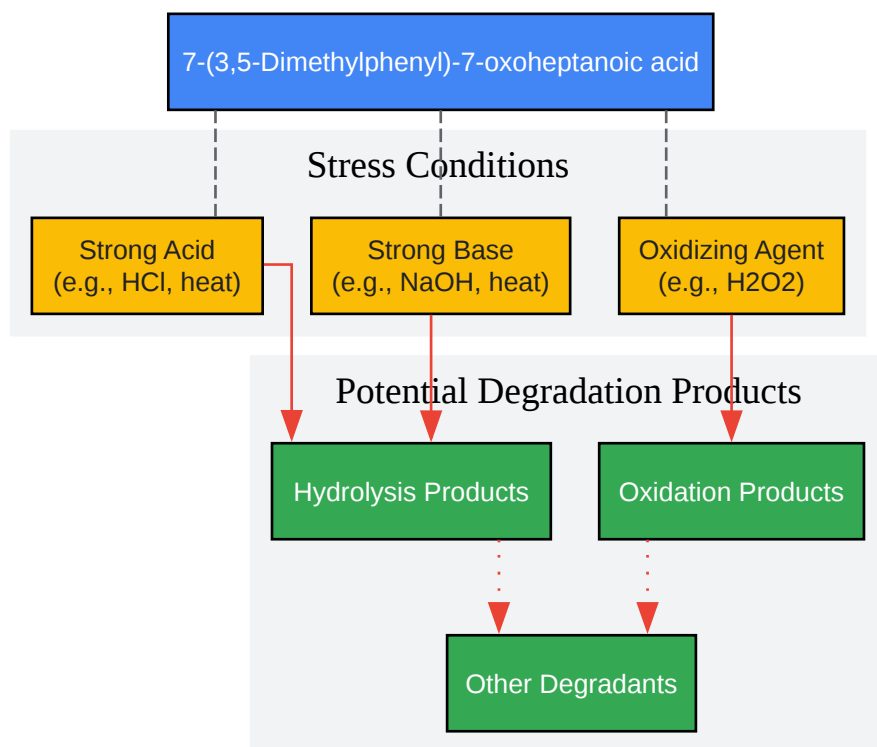 7-(3,5-Dimethylphenyl)-7-oxoheptanoic acid
Stress Conditions
Strong Acid
(e.g., HCl, heat)
Strong Base
(e.g., NaOH, heat)
Oxidizing Agent
(e.g., H2O2)
Potential Degradation Products
Hydrolysis Products
Oxidation Products
Other Degradants